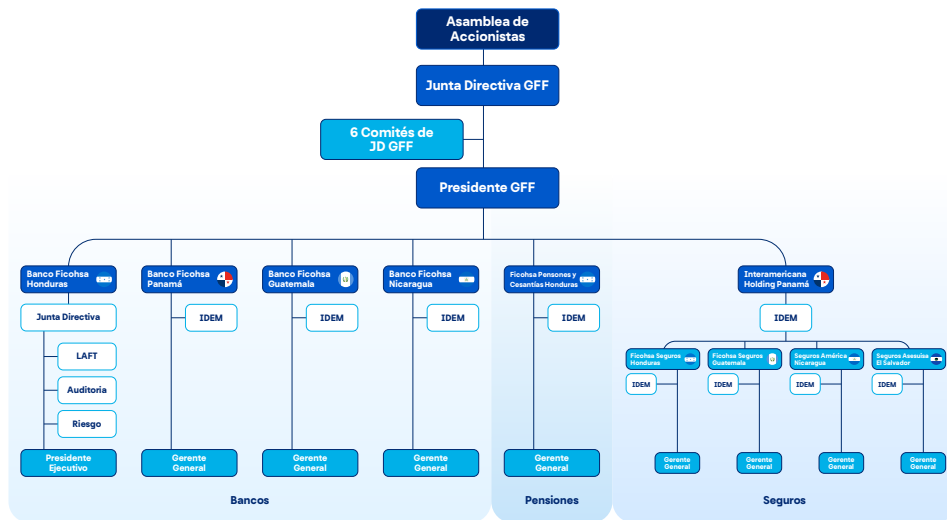 Asamblea de
Accionistas
Junta Directiva GFF
6 Comités de
JD GFF
Presidente GFF
Banco Ficohsa
Honduras
Banco Ficohsa
Panamá
Banco Ficohsa
Guatemala
Banco Ficohsa
Nicaragua
Ficohsa Pensones y
Cesantías Honduras
Interamericana
Holding Panamá
Junta Directiva
IDEM
IDEM
IDEM
IDEM
IDEM
LAFT
Auditoria
Riesgo
Ficohsa Seguros
Honduras
Ficohsa Seguros
Guatemala
Seguros América
Nicaragua
Seguros Asesuisa
El Salvador
IDEM
IDEM
IDEM
IDEM
Presidente
Ejecutivo
Gerente
General
Gerente
General
Gerente
General
Gerente
General
Gerente
General
Gerente
General
Gerente
General
Gerente
General
Bancos
Pensiones
Seguros